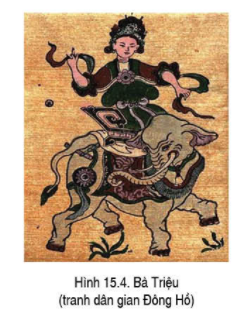 Hình 15.4. Bà Triệu
(tranh dân gian Đông Hồ)